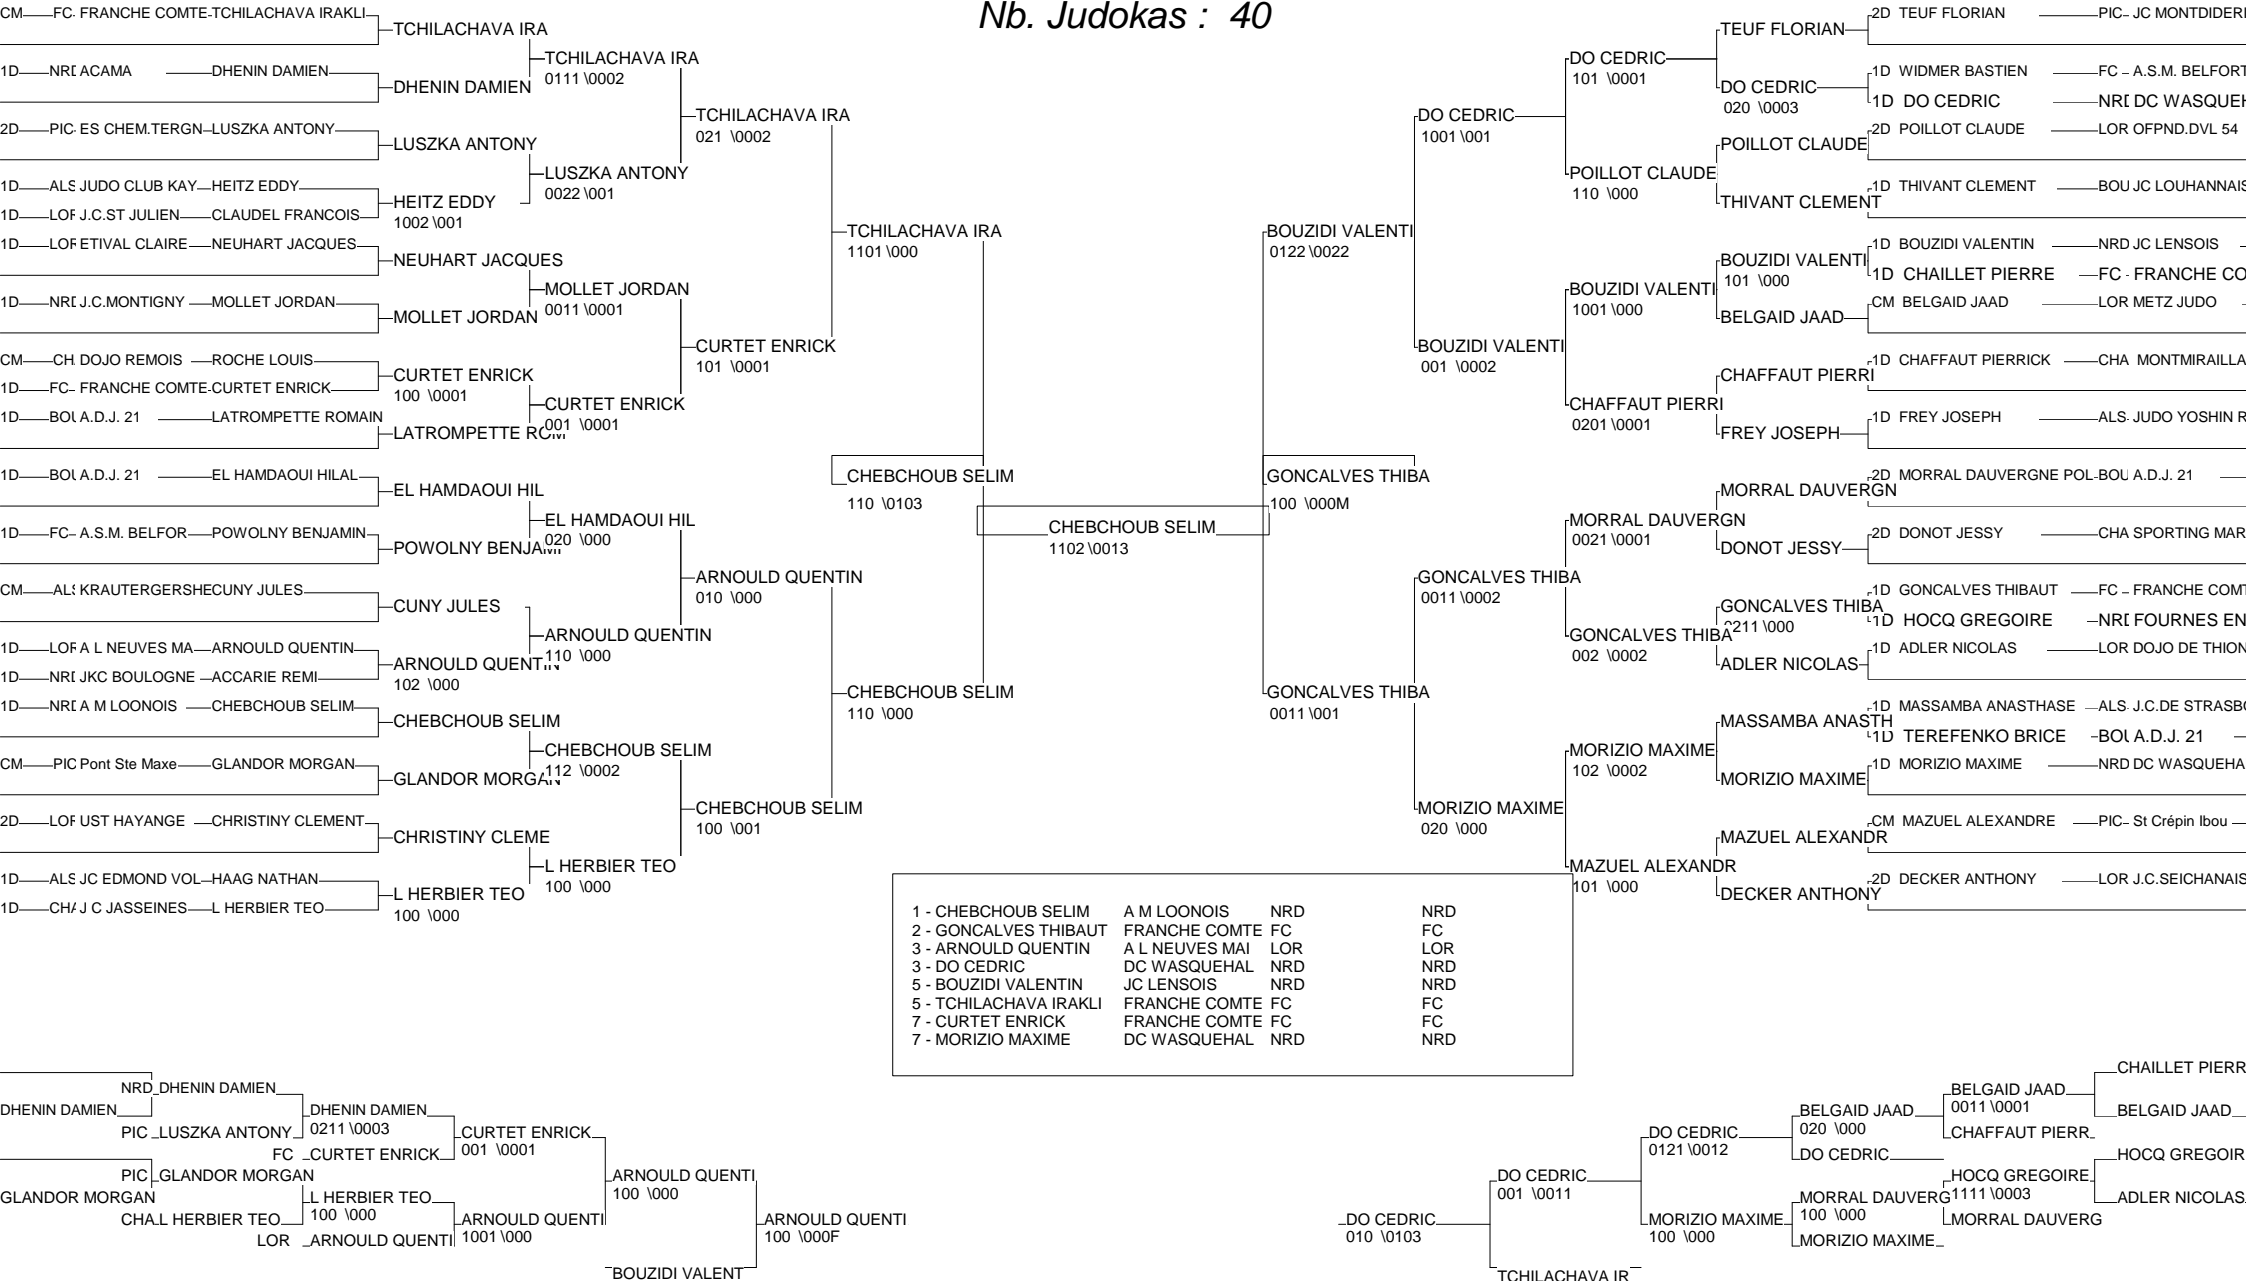 Nb. Judokas : 40
CM FC FRANCHE COMTE TCHILACHAVA IRAKLI
1D NRD ACAMA DHENIN DAMIEN
2D PIC ES CHEM.TERGN LUSZKA ANTONY
1D ALS JUDO CLUB KAY HEITZ EDDY
1D LOR J.C.ST JULIEN CLAUDEL FRANCOIS
1D LOR ETIVAL CLAIRE NEUHART JACQUES
1D NRD J.C.MONTIGNY MOLLET JORDAN
CM CH DOJO REMOIS ROCHE LOUIS
1D FC FRANCHE COMTE CURTET ENRICK
1D BOU A.D.J. 21 LATROMPETTE ROMAIN
1D BOU A.D.J. 21 EL HAMDAOUI HILAL
1D FC A.S.M. BELFOR POWOLNY BENJAMIN
CM ALS KRAUTERGERSHE CUNY JULES
1D LOR A L NEUVES MA ARNOULD QUENTIN
1D NRD JKC BOULOGNE ACCARIE REMI
1D NRD A M LOONOIS CHEBCHOUB SELIM
CM PIC Pont Ste Maxe GLANDOR MORGAN
2D LOR UST HAYANGE CHRISTINY CLEMENT
1D ALS JC EDMOND VOL HAAG NATHAN
1D CHA J C JASSEINES L HERBIER TEO
TCHILACHAVA IRA
DHENIN DAMIEN
LUSZKA ANTONY
HEITZ EDDY
1002 \001
NEUHART JACQUES
MOLLET JORDAN
CURTET ENRICK
100 \0001
LATROMPETTE ROM
EL HAMDAOUI HIL
POWOLNY BENJAMI
CUNY JULES
ARNOULD QUENTIN
102 \000
CHEBCHOUB SELIM
GLANDOR MORGAN
CHRISTINY CLEME
L HERBIER TEO
100 \000
TCHILACHAVA IRA
0111 \0002
LUSZKA ANTONY
0022 \001
MOLLET JORDAN
0011 \0001
CURTET ENRICK
001 \0001
EL HAMDAOUI HIL
020 \000
ARNOULD QUENTIN
110 \000
CHEBCHOUB SELIM
112 \0002
L HERBIER TEO
100 \000
TCHILACHAVA IRA
021 \0002
CURTET ENRICK
101 \0001
ARNOULD QUENTIN
010 \000
CHEBCHOUB SELIM
100 \001
TCHILACHAVA IRA
1101 \000
CHEBCHOUB SELIM
110 \0103
CHEBCHOUB SELIM
110 \000
CHEBCHOUB SELIM
1102 \0013
BOUZIDI VALENTI
0122 \0022
GONCALVES THIBA
100 \000M
GONCALVES THIBA
0011 \001
DO CEDRIC
1001 \001
BOUZIDI VALENTI
001 \0002
GONCALVES THIBA
0011 \0002
MORIZIO MAXIME
020 \000
DO CEDRIC
101 \0001
POILLOT CLAUDE
110 \000
BOUZIDI VALENTI
1001 \000
CHAFFAUT PIERRI
0201 \0001
MORRAL DAUVERGN
0021 \0001
GONCALVES THIBA
002 \0002
MORIZIO MAXIME
102 \0002
MAZUEL ALEXANDR
101 \000
TEUF FLORIAN
DO CEDRIC
020 \0003
POILLOT CLAUDE
THIVANT CLEMENT
BOUZIDI VALENTI
101 \000
BELGAID JAAD
CHAFFAUT PIERRI
FREY JOSEPH
MORRAL DAUVERGN
DONOT JESSY
GONCALVES THIBA
0211 \000
ADLER NICOLAS
MASSAMBA ANASTH
MORIZIO MAXIME
MAZUEL ALEXANDR
DECKER ANTHONY
2D TEUF FLORIAN PIC JC MONTDIDER
1D WIDMER BASTIEN FC A.S.M. BELFORT
1D DO CEDRIC NRD DC WASQUEH
2D POILLOT CLAUDE LOR OFPND.DVL 54
1D THIVANT CLEMENT BOU JC LOUHANNAIS
1D BOUZIDI VALENTIN NRD JC LENSOIS
1D CHAILLET PIERRE FC FRANCHE CO
CM BELGAID JAAD LOR METZ JUDO
1D CHAFFAUT PIERRICK CHA MONTMIRAILLA
1D FREY JOSEPH ALS JUDO YOSHIN R
2D MORRAL DAUVERGNE POL BOU A.D.J. 21
2D DONOT JESSY CHA SPORTING MAR
1D GONCALVES THIBAUT FC FRANCHE COMT
1D HOCQ GREGOIRE NRD FOURNES EN
1D ADLER NICOLAS LOR DOJO DE THION
1D MASSAMBA ANASTHASE ALS J.C.DE STRASBO
1D TEREFENKO BRICE BOU A.D.J. 21
1D MORIZIO MAXIME NRD DC WASQUEHA
CM MAZUEL ALEXANDRE PIC St Crépin Ibou
2D DECKER ANTHONY LOR J.C.SEICHANAIS
1 - CHEBCHOUB SELIM A M LOONOIS NRD NRD
2 - GONCALVES THIBAUT FRANCHE COMTE FC FC
3 - ARNOULD QUENTIN A L NEUVES MAI LOR LOR
3 - DO CEDRIC DC WASQUEHAL NRD NRD
5 - BOUZIDI VALENTIN JC LENSOIS NRD NRD
5 - TCHILACHAVA IRAKLI FRANCHE COMTE FC FC
7 - CURTET ENRICK FRANCHE COMTE FC FC
7 - MORIZIO MAXIME DC WASQUEHAL NRD NRD
DHENIN DAMIEN
GLANDOR MORGAN
NRD DHENIN DAMIEN
PIC LUSZKA ANTONY
PIC GLANDOR MORGAN
CHA L HERBIER TEO
DHENIN DAMIEN
0211 \0003
FC CURTET ENRICK
L HERBIER TEO
100 \000
LOR ARNOULD QUENTI
CURTET ENRICK
001 \0001
ARNOULD QUENTI
1001 \000
ARNOULD QUENTI
100 \000
BOUZIDI VALENT
ARNOULD QUENTI
100 \000F
DO CEDRIC
010 \0103
DO CEDRIC
001 \0011
TCHILACHAVA IR
DO CEDRIC
0121 \0012
MORIZIO MAXIME
100 \000
BELGAID JAAD
020 \000
DO CEDRIC
MORRAL DAUVERG
100 \000
MORIZIO MAXIME
BELGAID JAAD
0011 \0001
CHAFFAUT PIERR
HOCQ GREGOIRE
1111 \0003
MORRAL DAUVERG
CHAILLET PIERR
BELGAID JAAD
HOCQ GREGOIR
ADLER NICOLAS